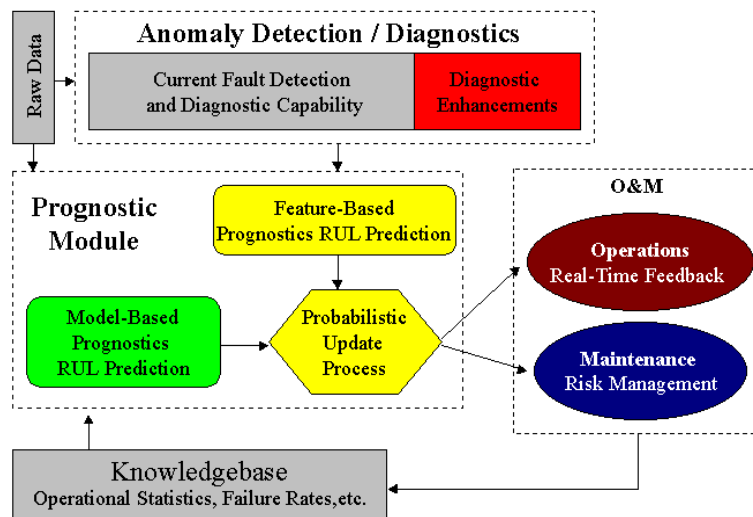 Raw Data
Anomaly Detection / Diagnostics
Current Fault Detection
and Diagnostic Capability
Diagnostic
Enhancements
Prognostic
Module
Feature-Based
Prognostics RUL Prediction
Model-Based
Prognostics
RUL Prediction
Probabilistic
Update
Process
O&M
Operations
Real-Time Feedback
Maintenance
Risk Management
Knowledgebase
Operational Statistics, Failure Rates,etc.